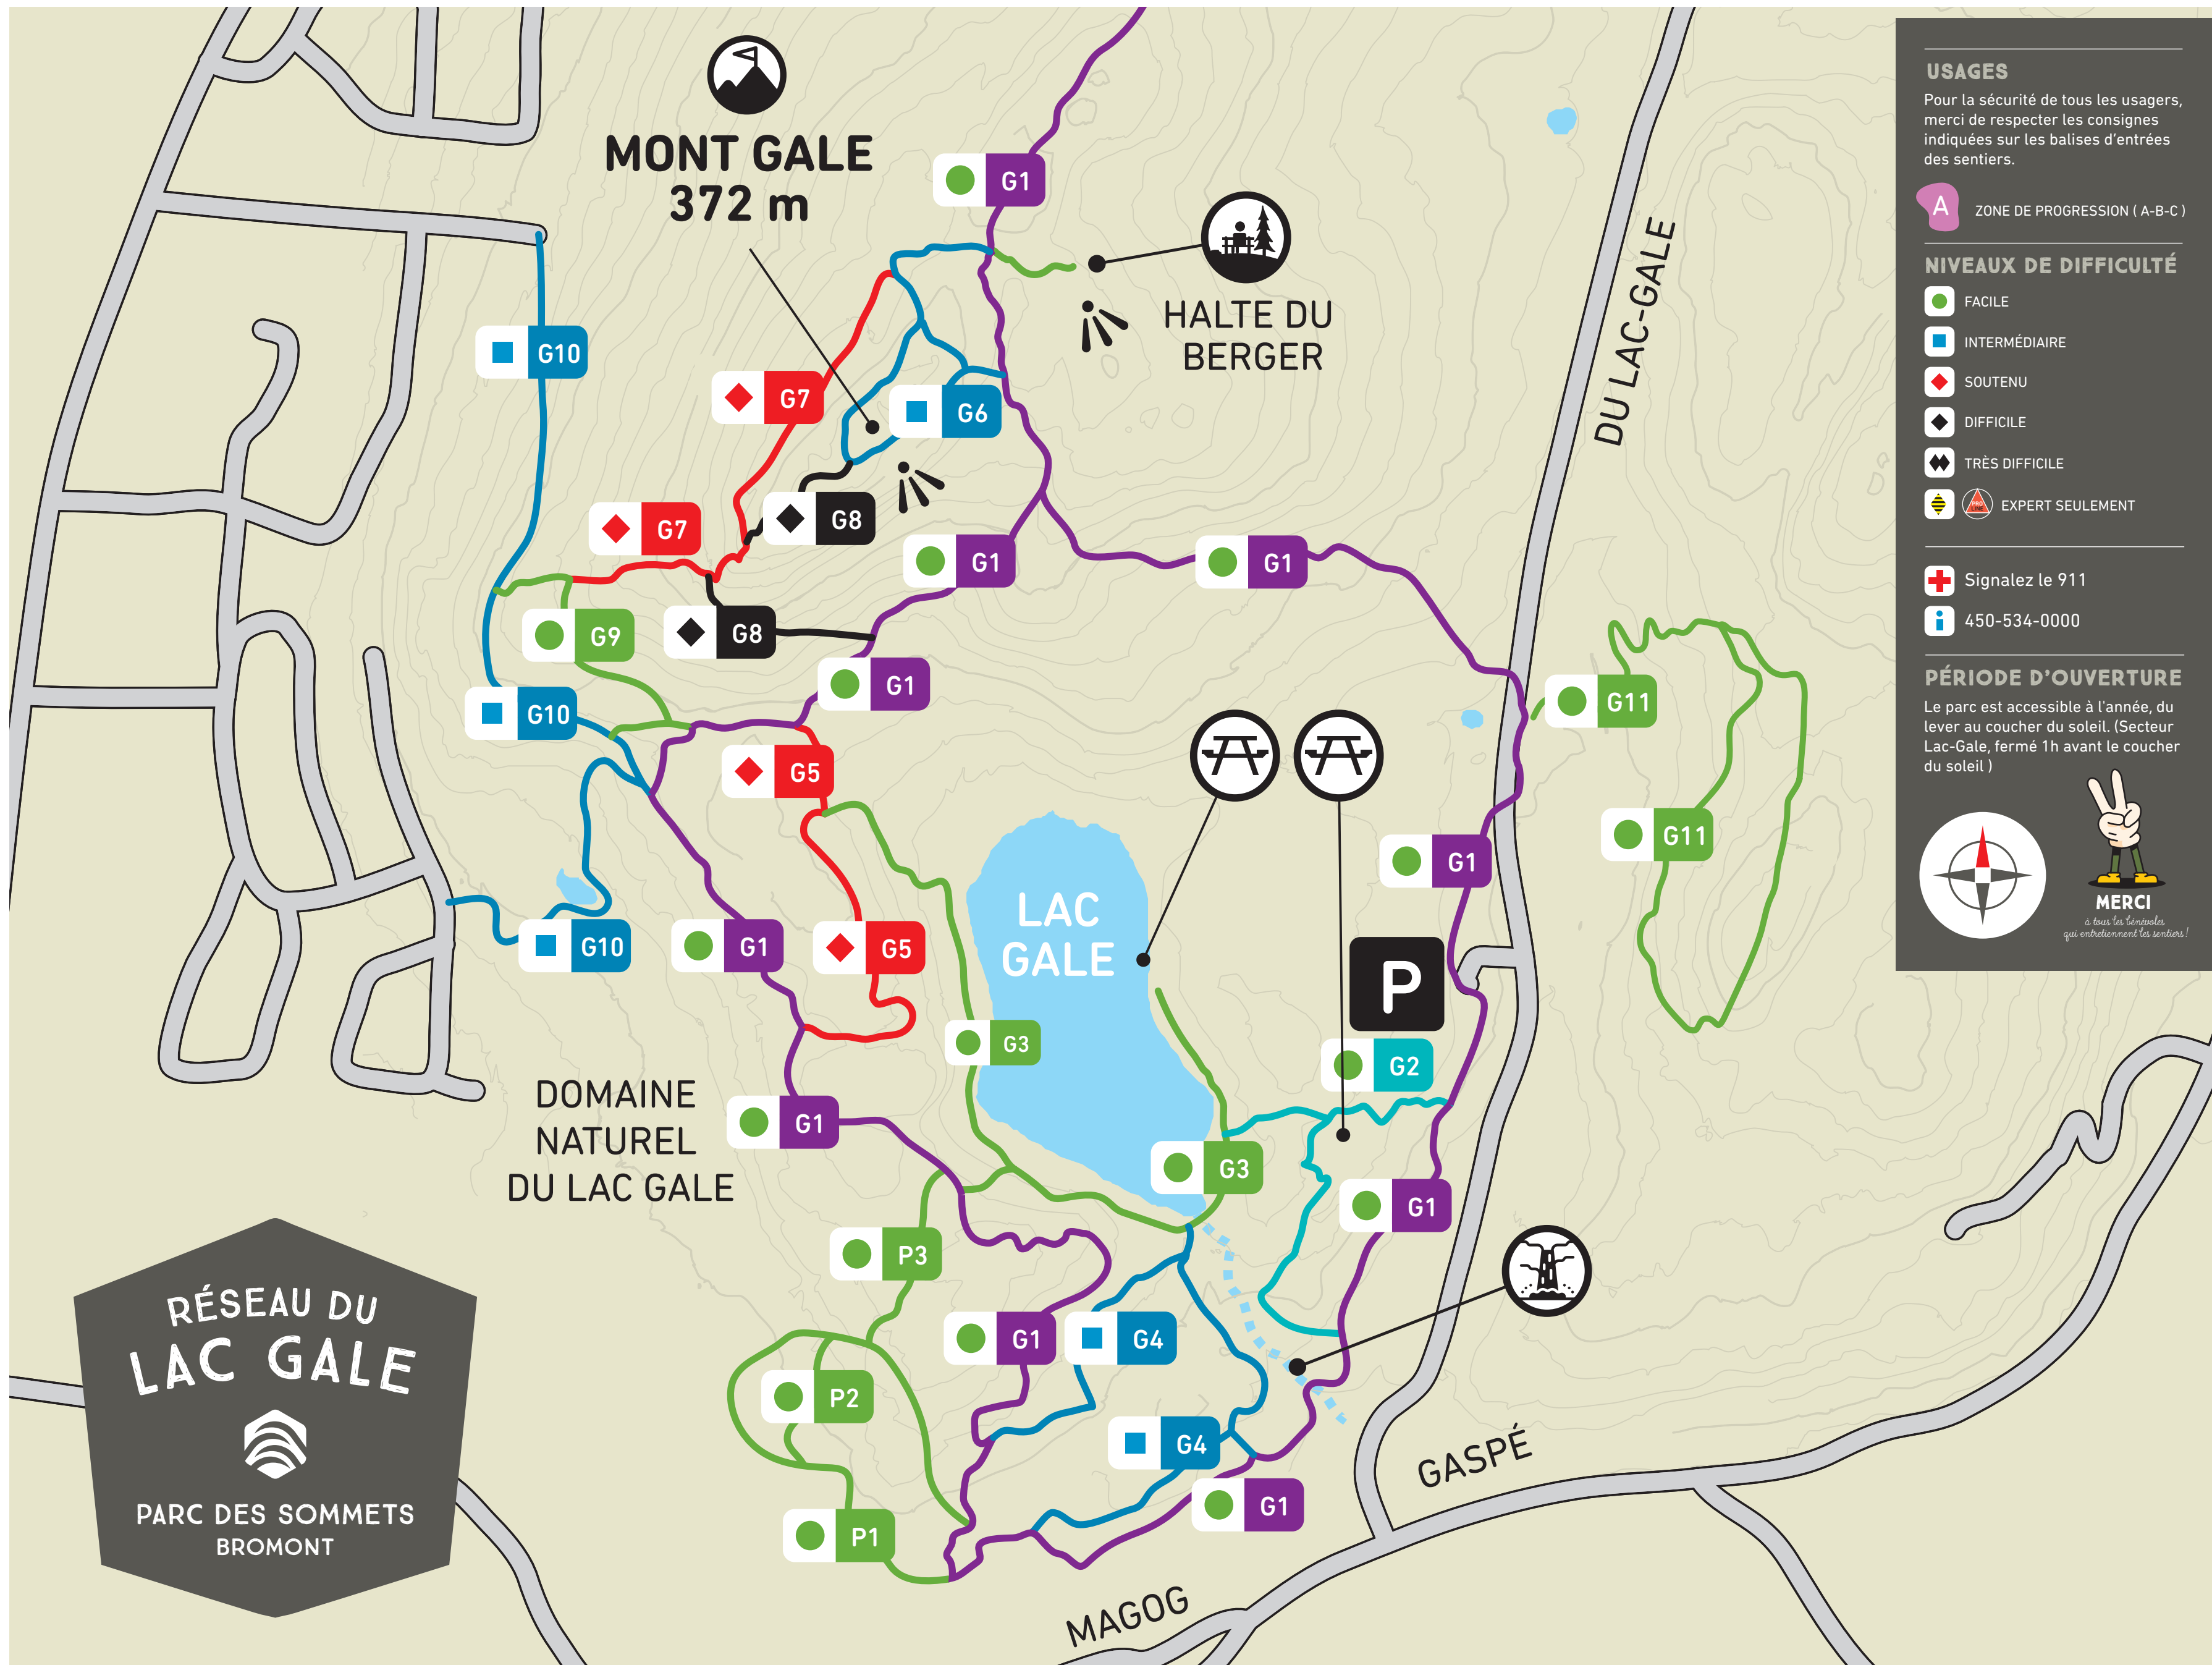 MONT GALE
372 m
G1
HALTE DU
BERGER
G10
G7
G6
G7
G8
G1
G1
G9
G8
G1
G10
G5
G11
G11
G1
LAC
GALE
G10
G1
G5
P
G3
G2
DOMAINE
NATUREL
DU LAC GALE
G1
G3
G1
P3
G1
G4
P2
G4
G1
P1
DU LAC-GALE
GASPÉ
MAGOG
RÉSEAU DU
LAC GALE
PARC DES SOMMETS
BROMONT
USAGES
Pour la sécurité de tous les usagers,
merci de respecter les consignes
indiquées sur les balises d'entrées
des sentiers.
A
ZONE DE PROGRESSION ( A-B-C )
NIVEAUX DE DIFFICULTÉ
FACILE
INTERMÉDIAIRE
SOUTENU
DIFFICILE
TRÈS DIFFICILE
PRO LINE EXPERT SEULEMENT
Signalez le 911
450-534-0000
PÉRIODE D'OUVERTURE
Le parc est accessible à l'année, du
lever au coucher du soleil. (Secteur
Lac-Gale, fermé 1h avant le coucher
du soleil )
MERCI
à tous les bénévoles
qui entretiennent les sentiers!